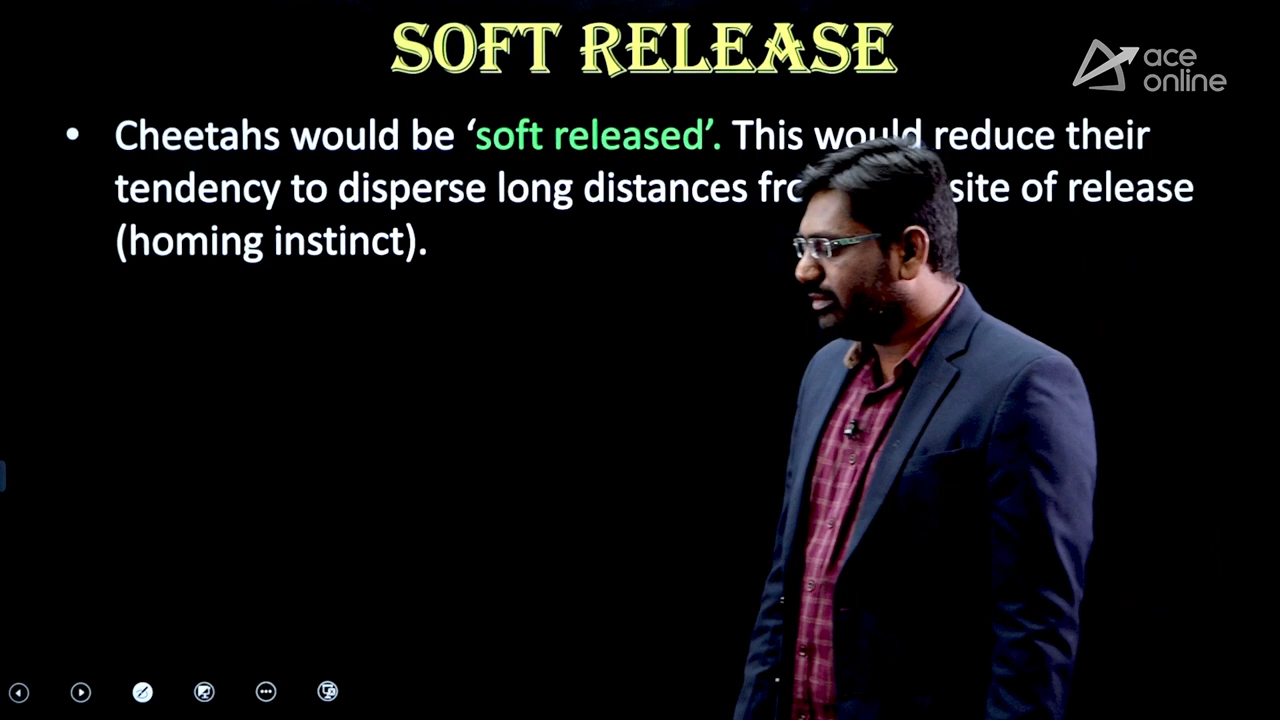 SOFT RELEASE
ace
online
• Cheetahs would be ‘soft released’. This would reduce their
tendency to disperse long distances site of release
(homing instinct).